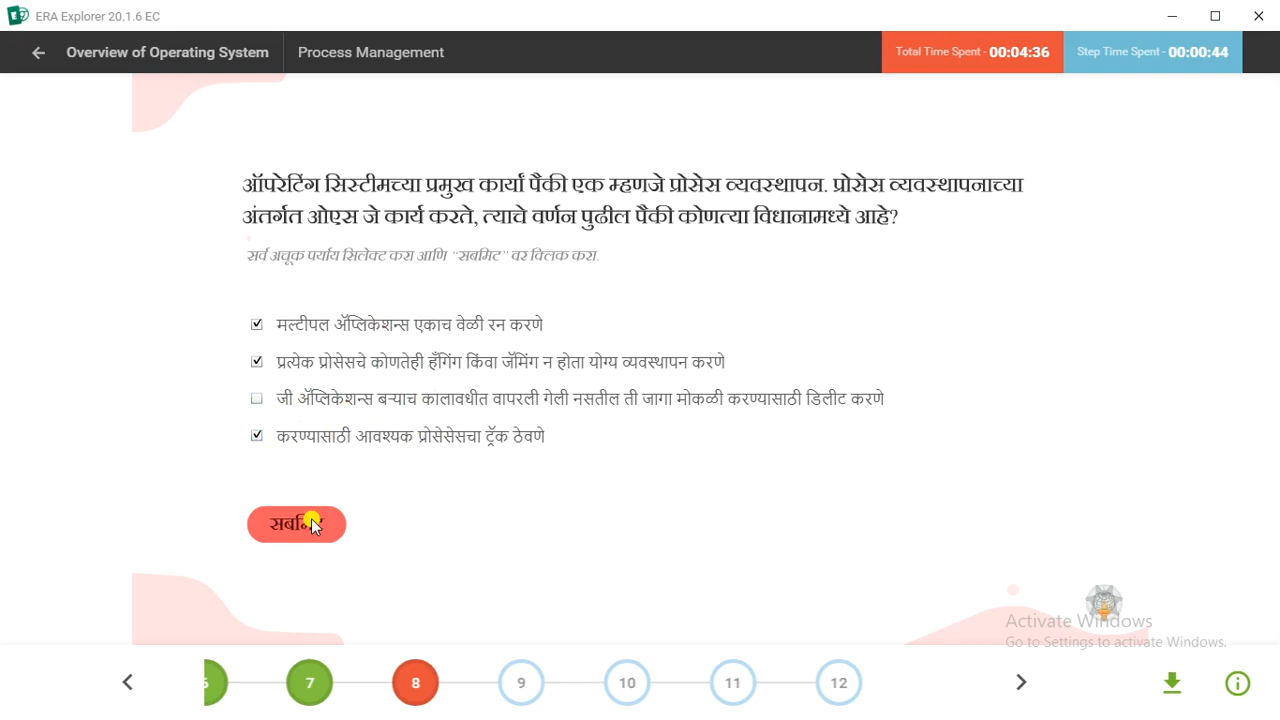 ERA Explorer 20.1.6 EC
Overview of Operating System
Process Management
Total Time Spent - 00:04:36
Step Time Spent - 00:00:44
ऑपरेटिंग सिस्टीमच्या प्रमुख कार्यां पैकी एक म्हणजे प्रोसेस व्यवस्थापन. प्रोसेस व्यवस्थापनाच्या
अंतर्गत ओएस जे कार्य करते, त्याचे वर्णन पुढील पैकी कोणत्या विधानामध्ये आहे?
सर्व अचूक पर्याय सिलेक्ट करा आणि "सबमिट" वर क्लिक करा.
मल्टीपल ॲप्लिकेशन्स एकाच वेळी रन करणे
प्रत्येक प्रोसेसचे कोणतेही हँगिंग किंवा जॅमिंग न होता योग्य व्यवस्थापन करणे
जी ॲप्लिकेशन्स बऱ्याच कालावधीत वापरली गेली नसतील ती जागा मोकळी करण्यासाठी डिलीट करणे
करण्यासाठी आवश्यक प्रोसेसेसचा ट्रॅक ठेवणे
सबमिट
Activate Windows
Go to Settings to activate Windows.
6 7 8 9 10 11 12